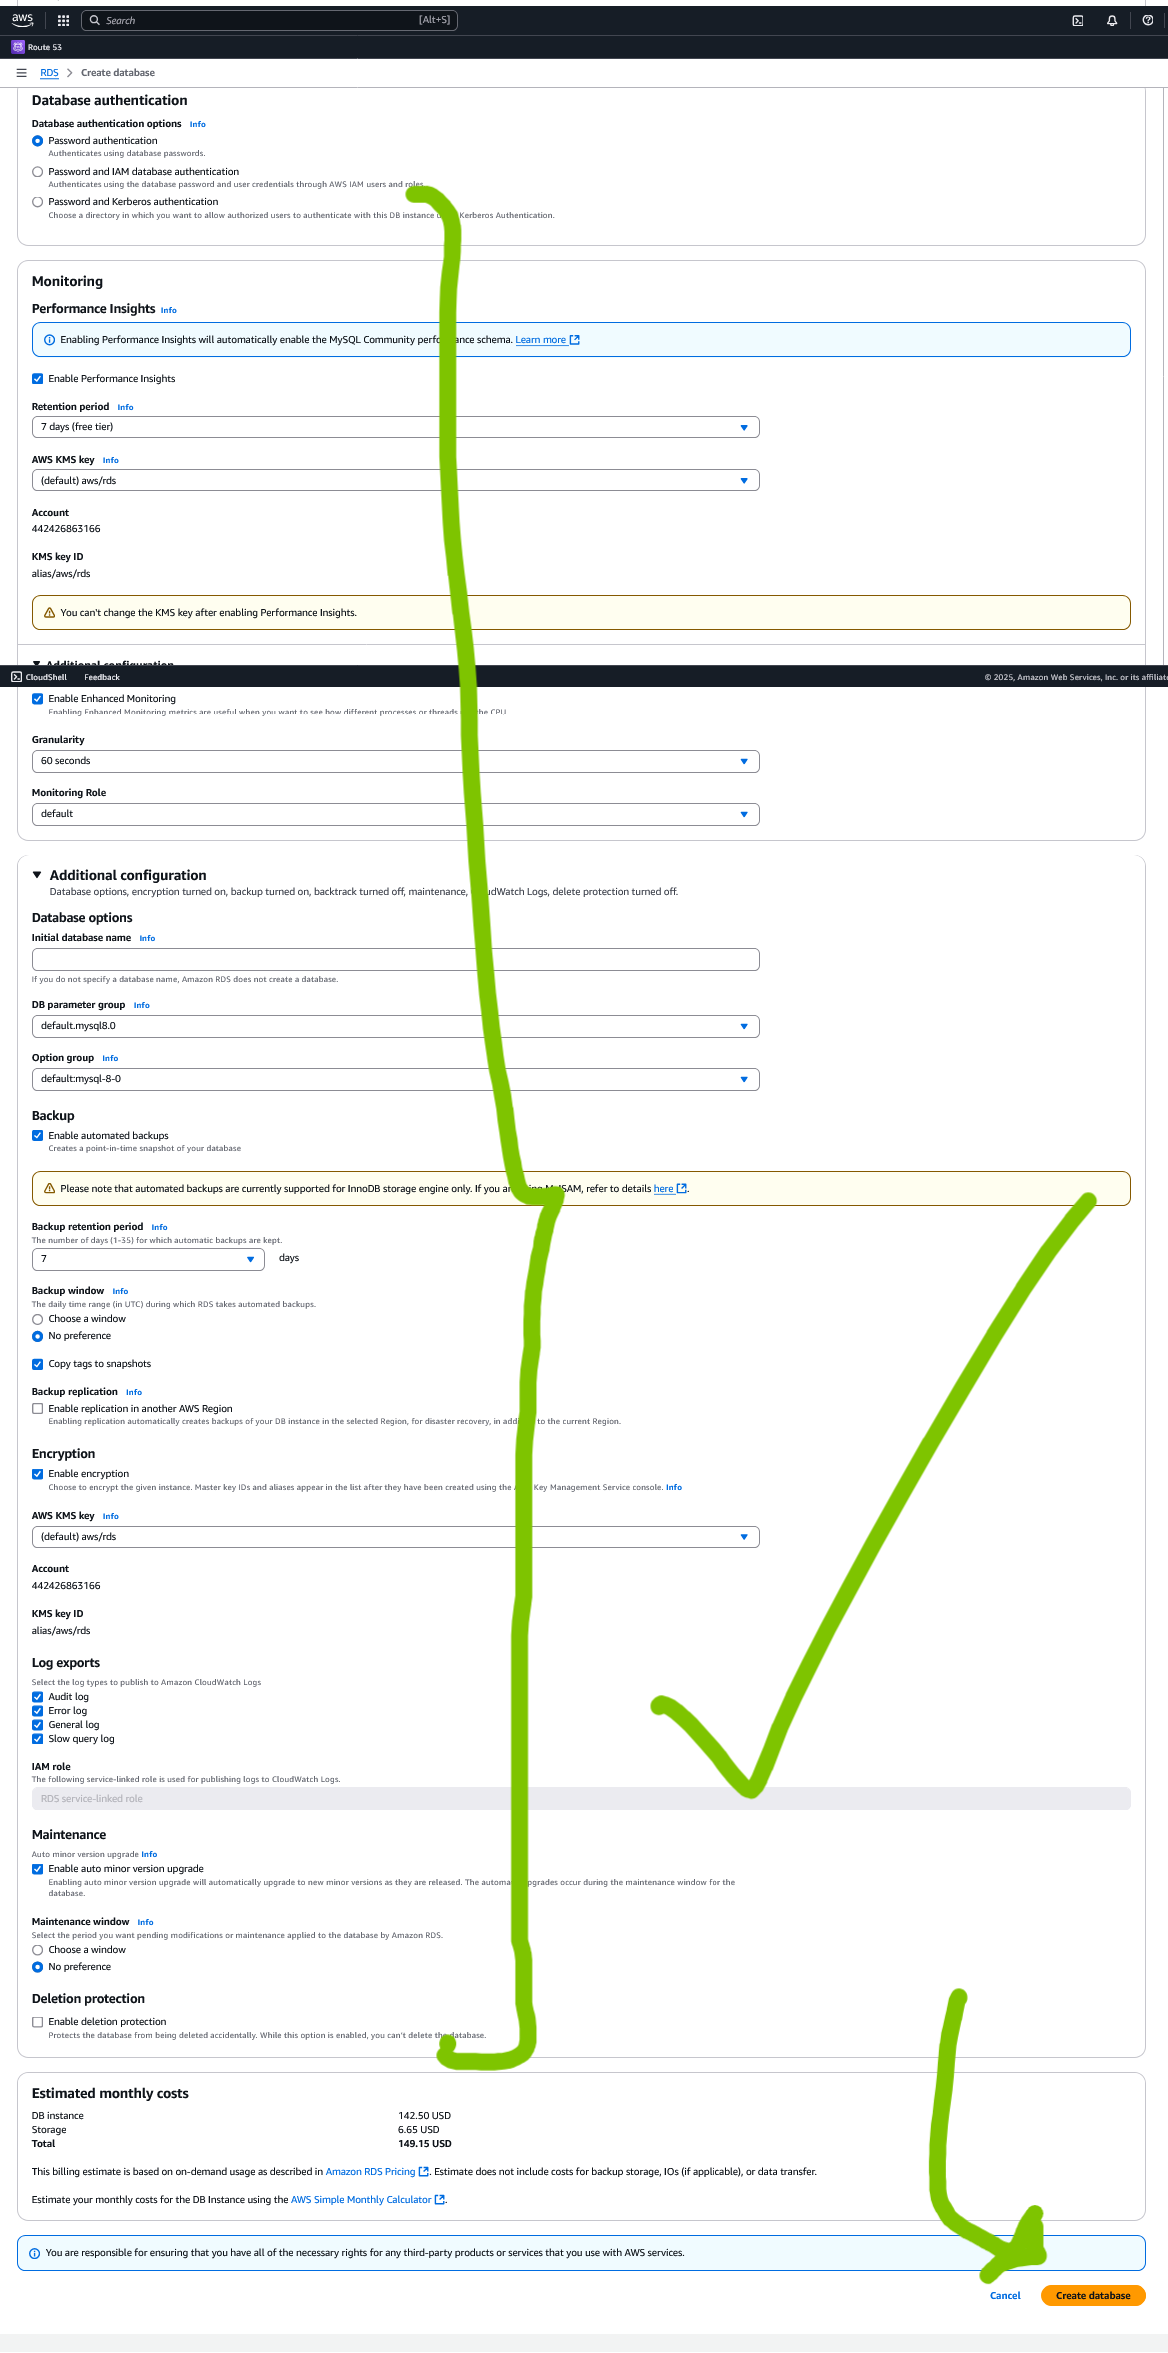 aws
Search [Alt+S]
Route 53
RDS > Create database
Database authentication
Database authentication options Info
Password authentication
Authenticates using database passwords.
Password and IAM database authentication
Authenticates using the database password and user credentials through AWS IAM users and roles.
Password and Kerberos authentication
Choose a directory in which you want to allow authorized users to authenticate with this DB instance Kerberos Authentication.
Monitoring
Performance Insights Info
Enabling Performance Insights will automatically enable the MySQL Community performance schema. Learn more
Enable Performance Insights
Retention period Info
7 days (free tier)
AWS KMS key Info
(default) aws/rds
Account
442426863166
KMS key ID
alias/aws/rds
You can't change the KMS key after enabling Performance Insights.
Additional configuration
CloudShell Feedback © 2025, Amazon Web Services, Inc. or its affiliate
Enable Enhanced Monitoring
Enabling Enhanced Monitoring metrics are useful when you want to see how different processes or threads the CPU.
Granularity
60 seconds
Monitoring Role
default
Additional configuration
Database options, encryption turned on, backup turned on, backtrack turned off, maintenance, CloudWatch Logs, delete protection turned off.
Database options
Initial database name Info
If you do not specify a database name, Amazon RDS does not create a database.
DB parameter group Info
default.mysql8.0
Option group Info
default:mysql-8-0
Backup
Enable automated backups
Creates a point-in-time snapshot of your database
Please note that automated backups are currently supported for InnoDB storage engine only. If you are using MyISAM, refer to details here.
Backup retention period Info
The number of days (1-35) for which automatic backups are kept.
7 days
Backup window Info
The daily time range (in UTC) during which RDS takes automated backups.
Choose a window
No preference
Copy tags to snapshots
Backup replication Info
Enable replication in another AWS Region
Enabling replication automatically creates backups of your DB instance in the selected Region, for disaster recovery, in addition to the current Region.
Encryption
Enable encryption
Choose to encrypt the given instance. Master key IDs and aliases appear in the list after they have been created using the Key Management Service console. Info
AWS KMS key Info
(default) aws/rds
Account
442426863166
KMS key ID
alias/aws/rds
Log exports
Select the log types to publish to Amazon CloudWatch Logs
Audit log
Error log
General log
Slow query log
IAM role
The following service-linked role is used for publishing logs to CloudWatch Logs.
RDS service-linked role
Maintenance
Auto minor version upgrade Info
Enable auto minor version upgrade
Enabling auto minor version upgrade will automatically upgrade to new minor versions as they are released. The automatic upgrades occur during the maintenance window for the
database.
Maintenance window Info
Select the period you want pending modifications or maintenance applied to the database by Amazon RDS.
Choose a window
No preference
Deletion protection
Enable deletion protection
Protects the database from being deleted accidentally. While this option is enabled, you can't delete the database.
Estimated monthly costs
DB instance 142.50 USD
Storage 6.65 USD
Total 149.15 USD
This billing estimate is based on on-demand usage as described in Amazon RDS Pricing. Estimate does not include costs for backup storage, IOs (if applicable), or data transfer.
Estimate your monthly costs for the DB Instance using the AWS Simple Monthly Calculator.
You are responsible for ensuring that you have all of the necessary rights for any third-party products or services that you use with AWS services.
Cancel Create database